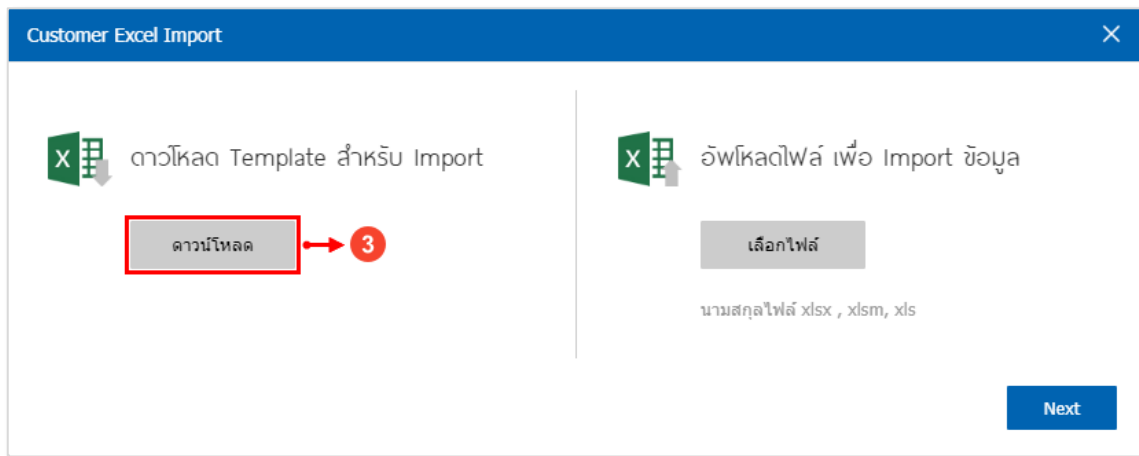 Customer Excel Import
ดาวน์โหลด Template สำหรับ Import
ดาวน์โหลด
3
อัพโหลดไฟล์ เพื่อ Import ข้อมูล
เลือกไฟล์
นามสกุลไฟล์ xlsx , xlsm, xls
Next